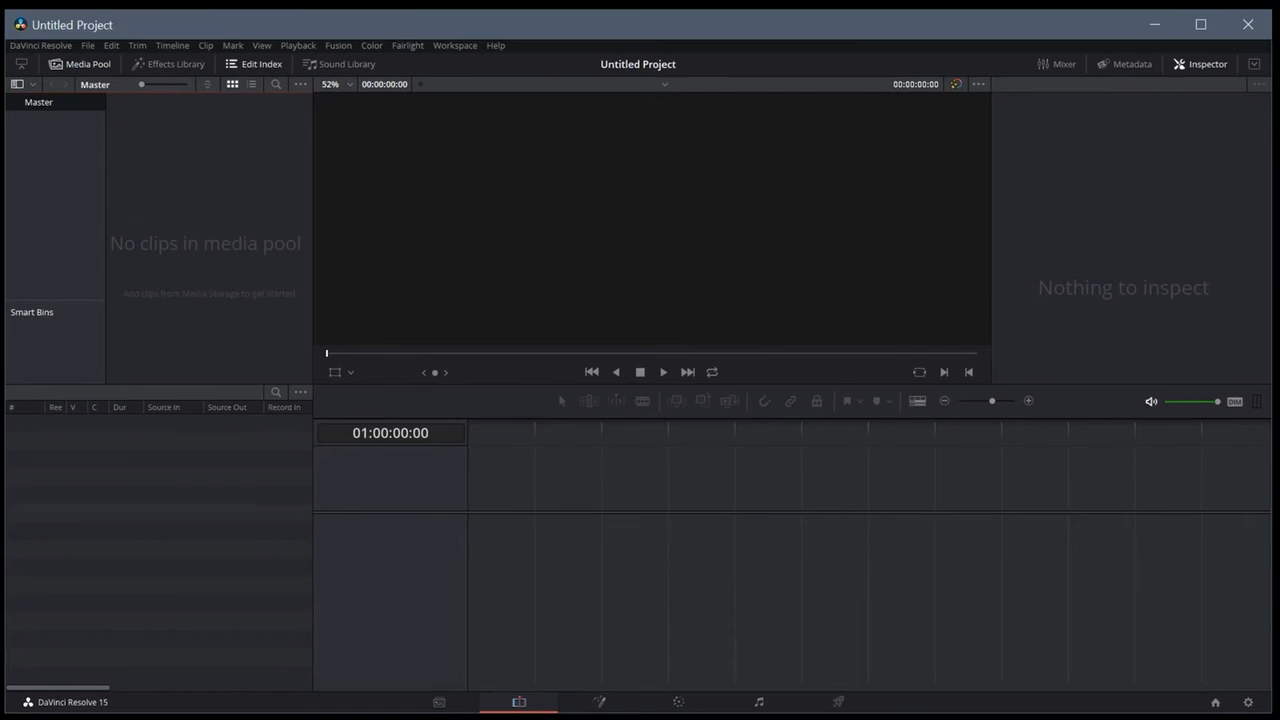 Untitled Project
DaVinci Resolve File Edit Trim Timeline Clip Mark View Playback Fusion Color Fairlight Workspace Help
Media Pool Effects Library Edit Index Sound Library Untitled Project Mixer Metadata Inspector
Master 52% 00:00:00:00 00:00:00:00
Master
No clips in media pool
Add clips from Media Storage to get started
Nothing to inspect
Smart Bins
# Ree V C Dur Source In Source Out Record In
DIM
01:00:00:00
DaVinci Resolve 15